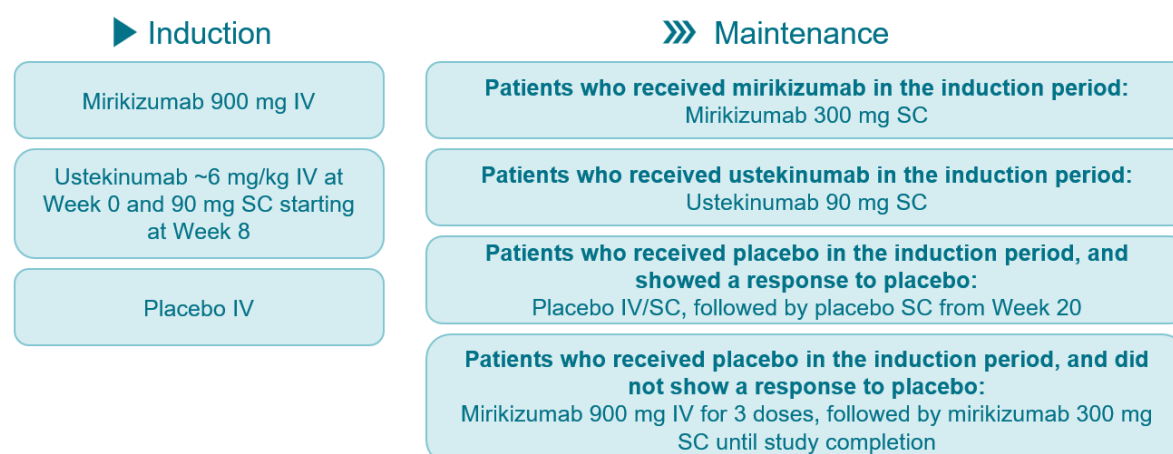 Induction
Mirikizumab 900 mg IV
Ustekinumab ~6 mg/kg IV at
Week 0 and 90 mg SC starting
at Week 8
Placebo IV
Maintenance
Patients who received mirikizumab in the induction period:
Mirikizumab 300 mg SC
Patients who received ustekinumab in the induction period:
Ustekinumab 90 mg SC
Patients who received placebo in the induction period, and
showed a response to placebo:
Placebo IV/SC, followed by placebo SC from Week 20
Patients who received placebo in the induction period, and did
not show a response to placebo:
Mirikizumab 900 mg IV for 3 doses, followed by mirikizumab 300 mg
SC until study completion